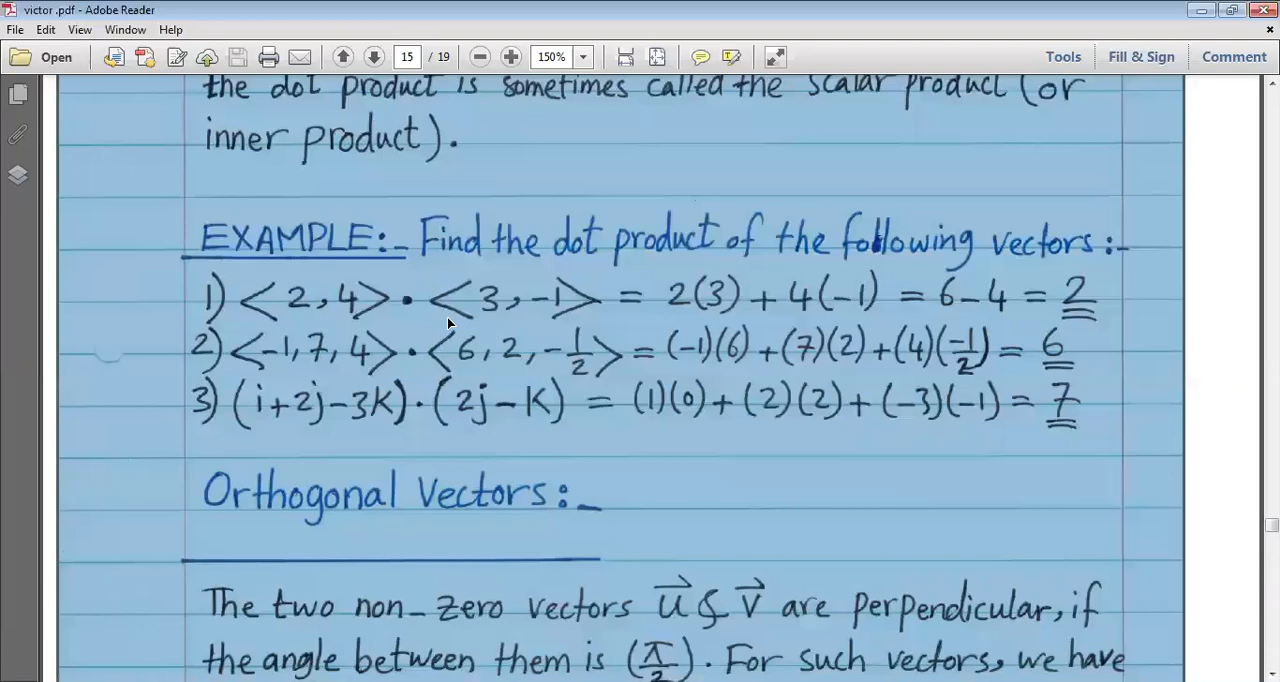 victor .pdf - Adobe Reader
File Edit View Window Help
Open 15 / 19 150% Tools Fill & Sign Comment
the dot product is sometimes called the scalar product (or
inner product).
EXAMPLE:- Find the dot product of the following vectors:-
1) <2,4> • <3,-1> = 2(3) + 4(-1) = 6-4 = 2
2) <-1,7,4> • <6,2,-1/2> = (-1)(6) + (7)(2) + (4)(-1/2) = 6
3) (i+2j-3K) • (2j-K) = (1)(0) + (2)(2) + (-3)(-1) = 7
Orthogonal Vectors:-
The two non-zero vectors u⃗ & v⃗ are perpendicular, if
the angle between them is (π/2). For such vectors, we have